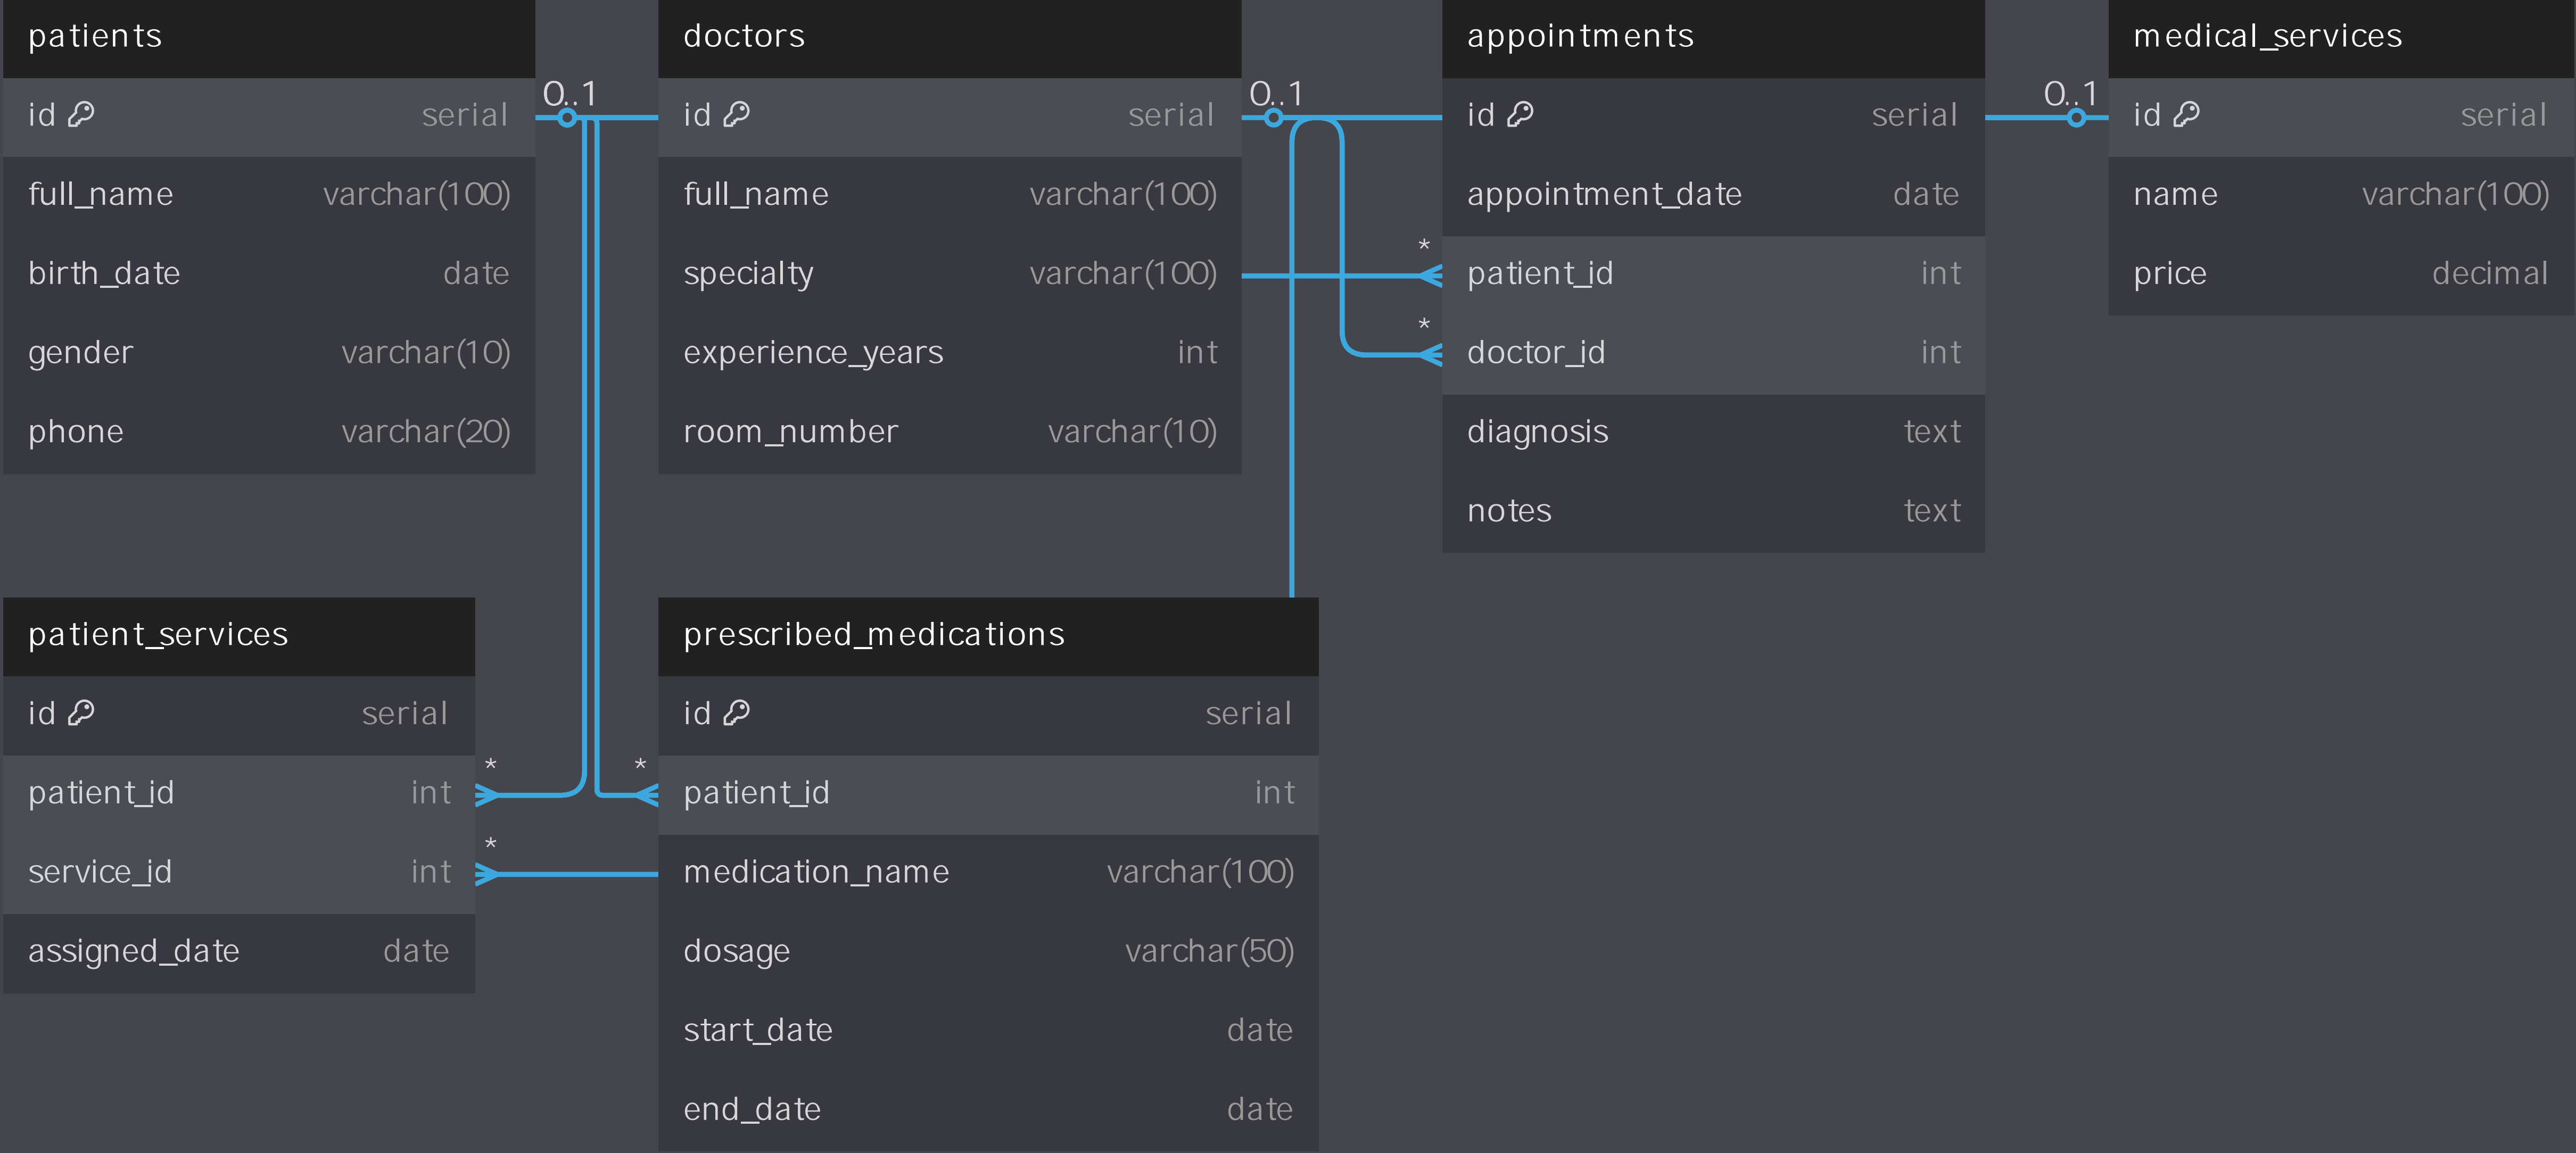 patients
id serial
full_name varchar(100)
birth_date date
gender varchar(10)
phone varchar(20)
0..1
doctors
id serial
full_name varchar(100)
specialty varchar(100)
experience_years int
room_number varchar(10)
0..1
appointments
id serial
appointment_date date
* patient_id int
* doctor_id int
diagnosis text
notes text
0..1
medical_services
id serial
name varchar(100)
price decimal
patient_services
id serial
patient_id int *
service_id int *
assigned_date date
prescribed_medications
id serial
* patient_id int
medication_name varchar(100)
dosage varchar(50)
start_date date
end_date date